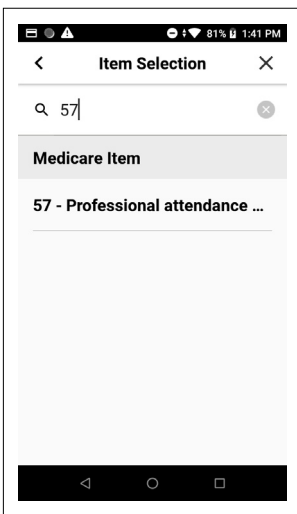 81% 1:41 PM
Item Selection
57
Medicare Item
57 - Professional attendance ...